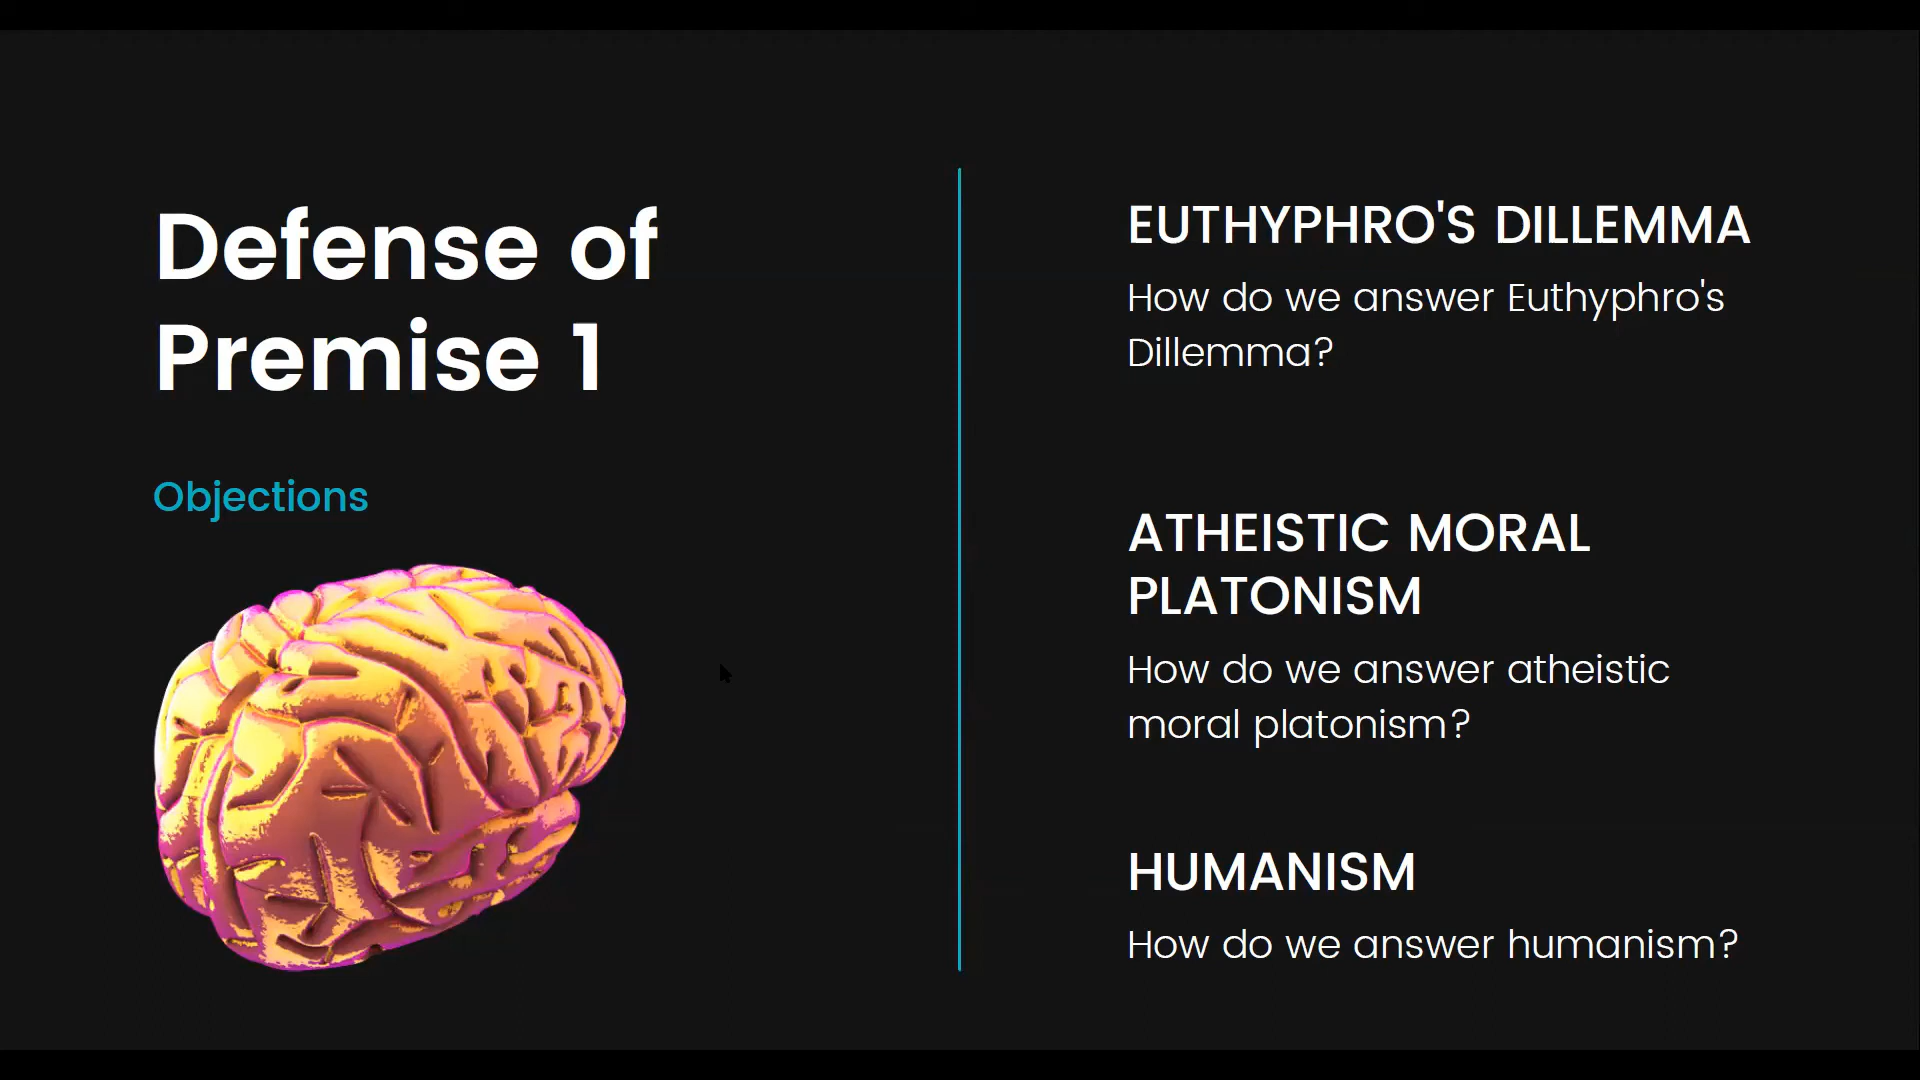 Defense of
Premise 1
Objections
EUTHYPHRO'S DILLEMMA
How do we answer Euthyphro's
Dillemma?
ATHEISTIC MORAL
PLATONISM
How do we answer atheistic
moral platonism?
HUMANISM
How do we answer humanism?